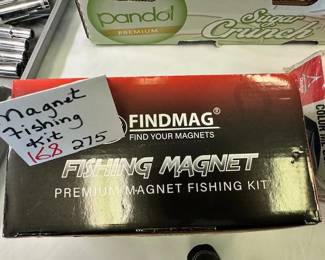 pandol
PREMIUM
Sugar
Crunch
Magnet
Fishing
Kit
168 275
FINDMAG®
FIND YOUR MAGNETS
FISHING MAGNET
PREMIUM MAGNET FISHING KIT